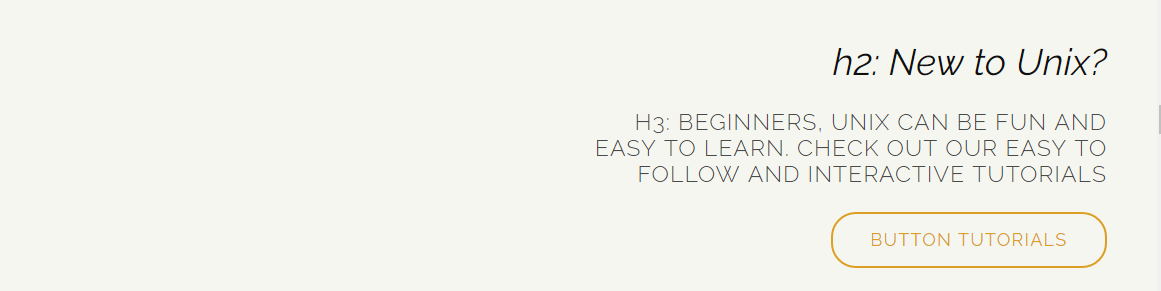 h2: New to Unix?
H3: BEGINNERS, UNIX CAN BE FUN AND
EASY TO LEARN. CHECK OUT OUR EASY TO
FOLLOW AND INTERACTIVE TUTORIALS
BUTTON TUTORIALS